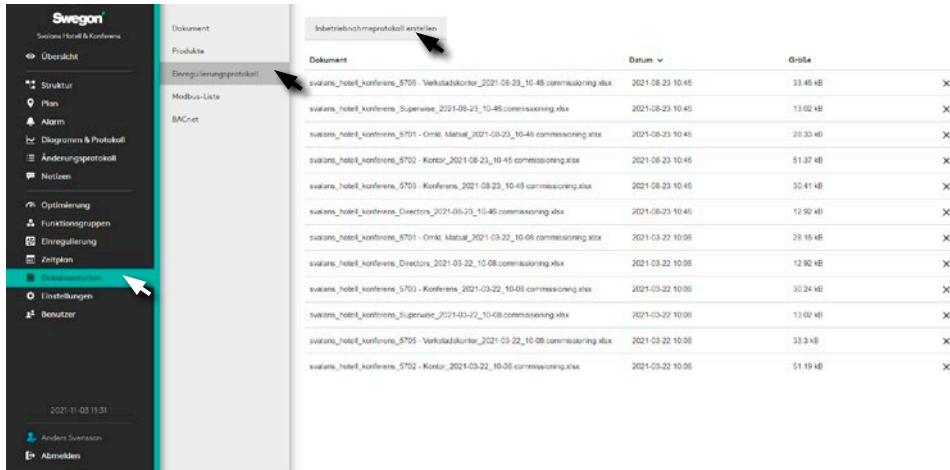 Swegon
Svalans Hotell & Konferens
Übersicht
Struktur
Plan
Alarm
Diagramm & Protokoll
Änderungsprotokoll
Notizen
Optimierung
Funktionsgruppen
Einregulierung
Zeitplan
Dokumentation
Einstellungen
Benutzer
2021-11-03 11:31
Anders Svensson
Abmelden
Dokument
Produkte
Einregulierungsprotokoll
Modbus-Liste
BACnet
Inbetriebnahmeprotokoll erstellen
Dokument Datum Größe
svalans_hotell_konferens_5705 - Verkstadskontor_2021-08-23_10-46.commissioning.xlsx 2021-08-23 10:46 33.46 kB
svalans_hotell_konferens_Superwise_2021-08-23_10-46.commissioning.xlsx 2021-08-23 10:46 13.02 kB
svalans_hotell_konferens_5701 - Omkl, Matsal_2021-08-23_10-46.commissioning.xlsx 2021-08-23 10:46 28.33 kB
svalans_hotell_konferens_5702 - Kontor_2021-08-23_10-46.commissioning.xlsx 2021-08-23 10:46 51.37 kB
svalans_hotell_konferens_5703 - Konferens_2021-08-23_10-46.commissioning.xlsx 2021-08-23 10:46 30.41 kB
svalans_hotell_konferens_Directors_2021-08-23_10-46.commissioning.xlsx 2021-08-23 10:46 12.92 kB
svalans_hotell_konferens_5701 - Omkl, Matsal_2021-03-22_10-08.commissioning.xlsx 2021-03-22 10:08 28.16 kB
svalans_hotell_konferens_Directors_2021-03-22_10-08.commissioning.xlsx 2021-03-22 10:08 12.92 kB
svalans_hotell_konferens_5703 - Konferens_2021-03-22_10-08.commissioning.xlsx 2021-03-22 10:08 30.24 kB
svalans_hotell_konferens_Superwise_2021-03-22_10-08.commissioning.xlsx 2021-03-22 10:08 13.02 kB
svalans_hotell_konferens_5705 - Verkstadskontor_2021-03-22_10-08.commissioning.xlsx 2021-03-22 10:08 33.3 kB
svalans_hotell_konferens_5702 - Kontor_2021-03-22_10-08.commissioning.xlsx 2021-03-22 10:08 51.19 kB